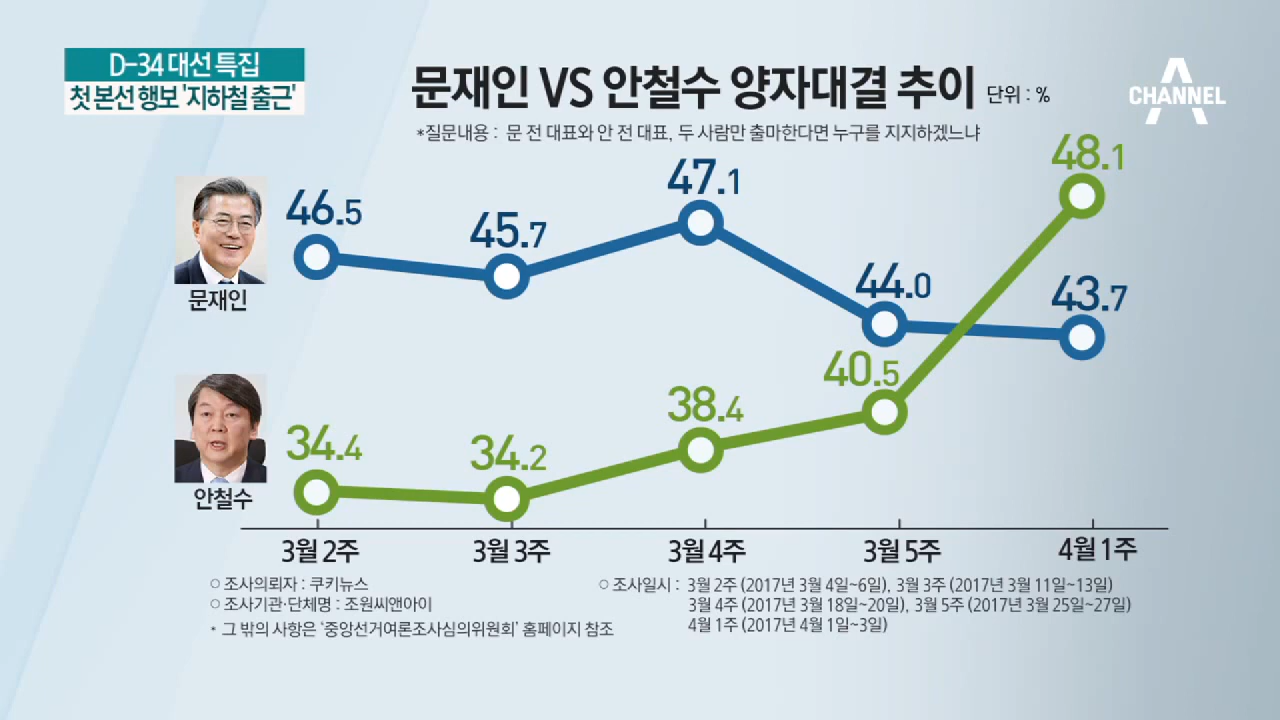 D-34 대선 특집
첫 본선 행보 '지하철 출근'
문재인 VS 안철수 양자대결 추이 단위 : %
CHANNEL A
*질문내용 : 문 전 대표와 안 전 대표, 두 사람만 출마한다면 누구를 지지하겠느냐
문재인
46.5
45.7
47.1
44.0
43.7
안철수
34.4
34.2
38.4
40.5
48.1
3월 2주
3월 3주
3월 4주
3월 5주
4월 1주
○ 조사의뢰자 : 쿠키뉴스
○ 조사기관·단체명 : 조원씨앤아이
* 그 밖의 사항은 '중앙선거여론조사심의위원회' 홈페이지 참조
○ 조사일시 : 3월 2주 (2017년 3월 4일~6일), 3월 3주 (2017년 3월 11일~13일)
3월 4주 (2017년 3월 18일~20일), 3월 5주 (2017년 3월 25일~27일)
4월 1주 (2017년 4월 1일~3일)